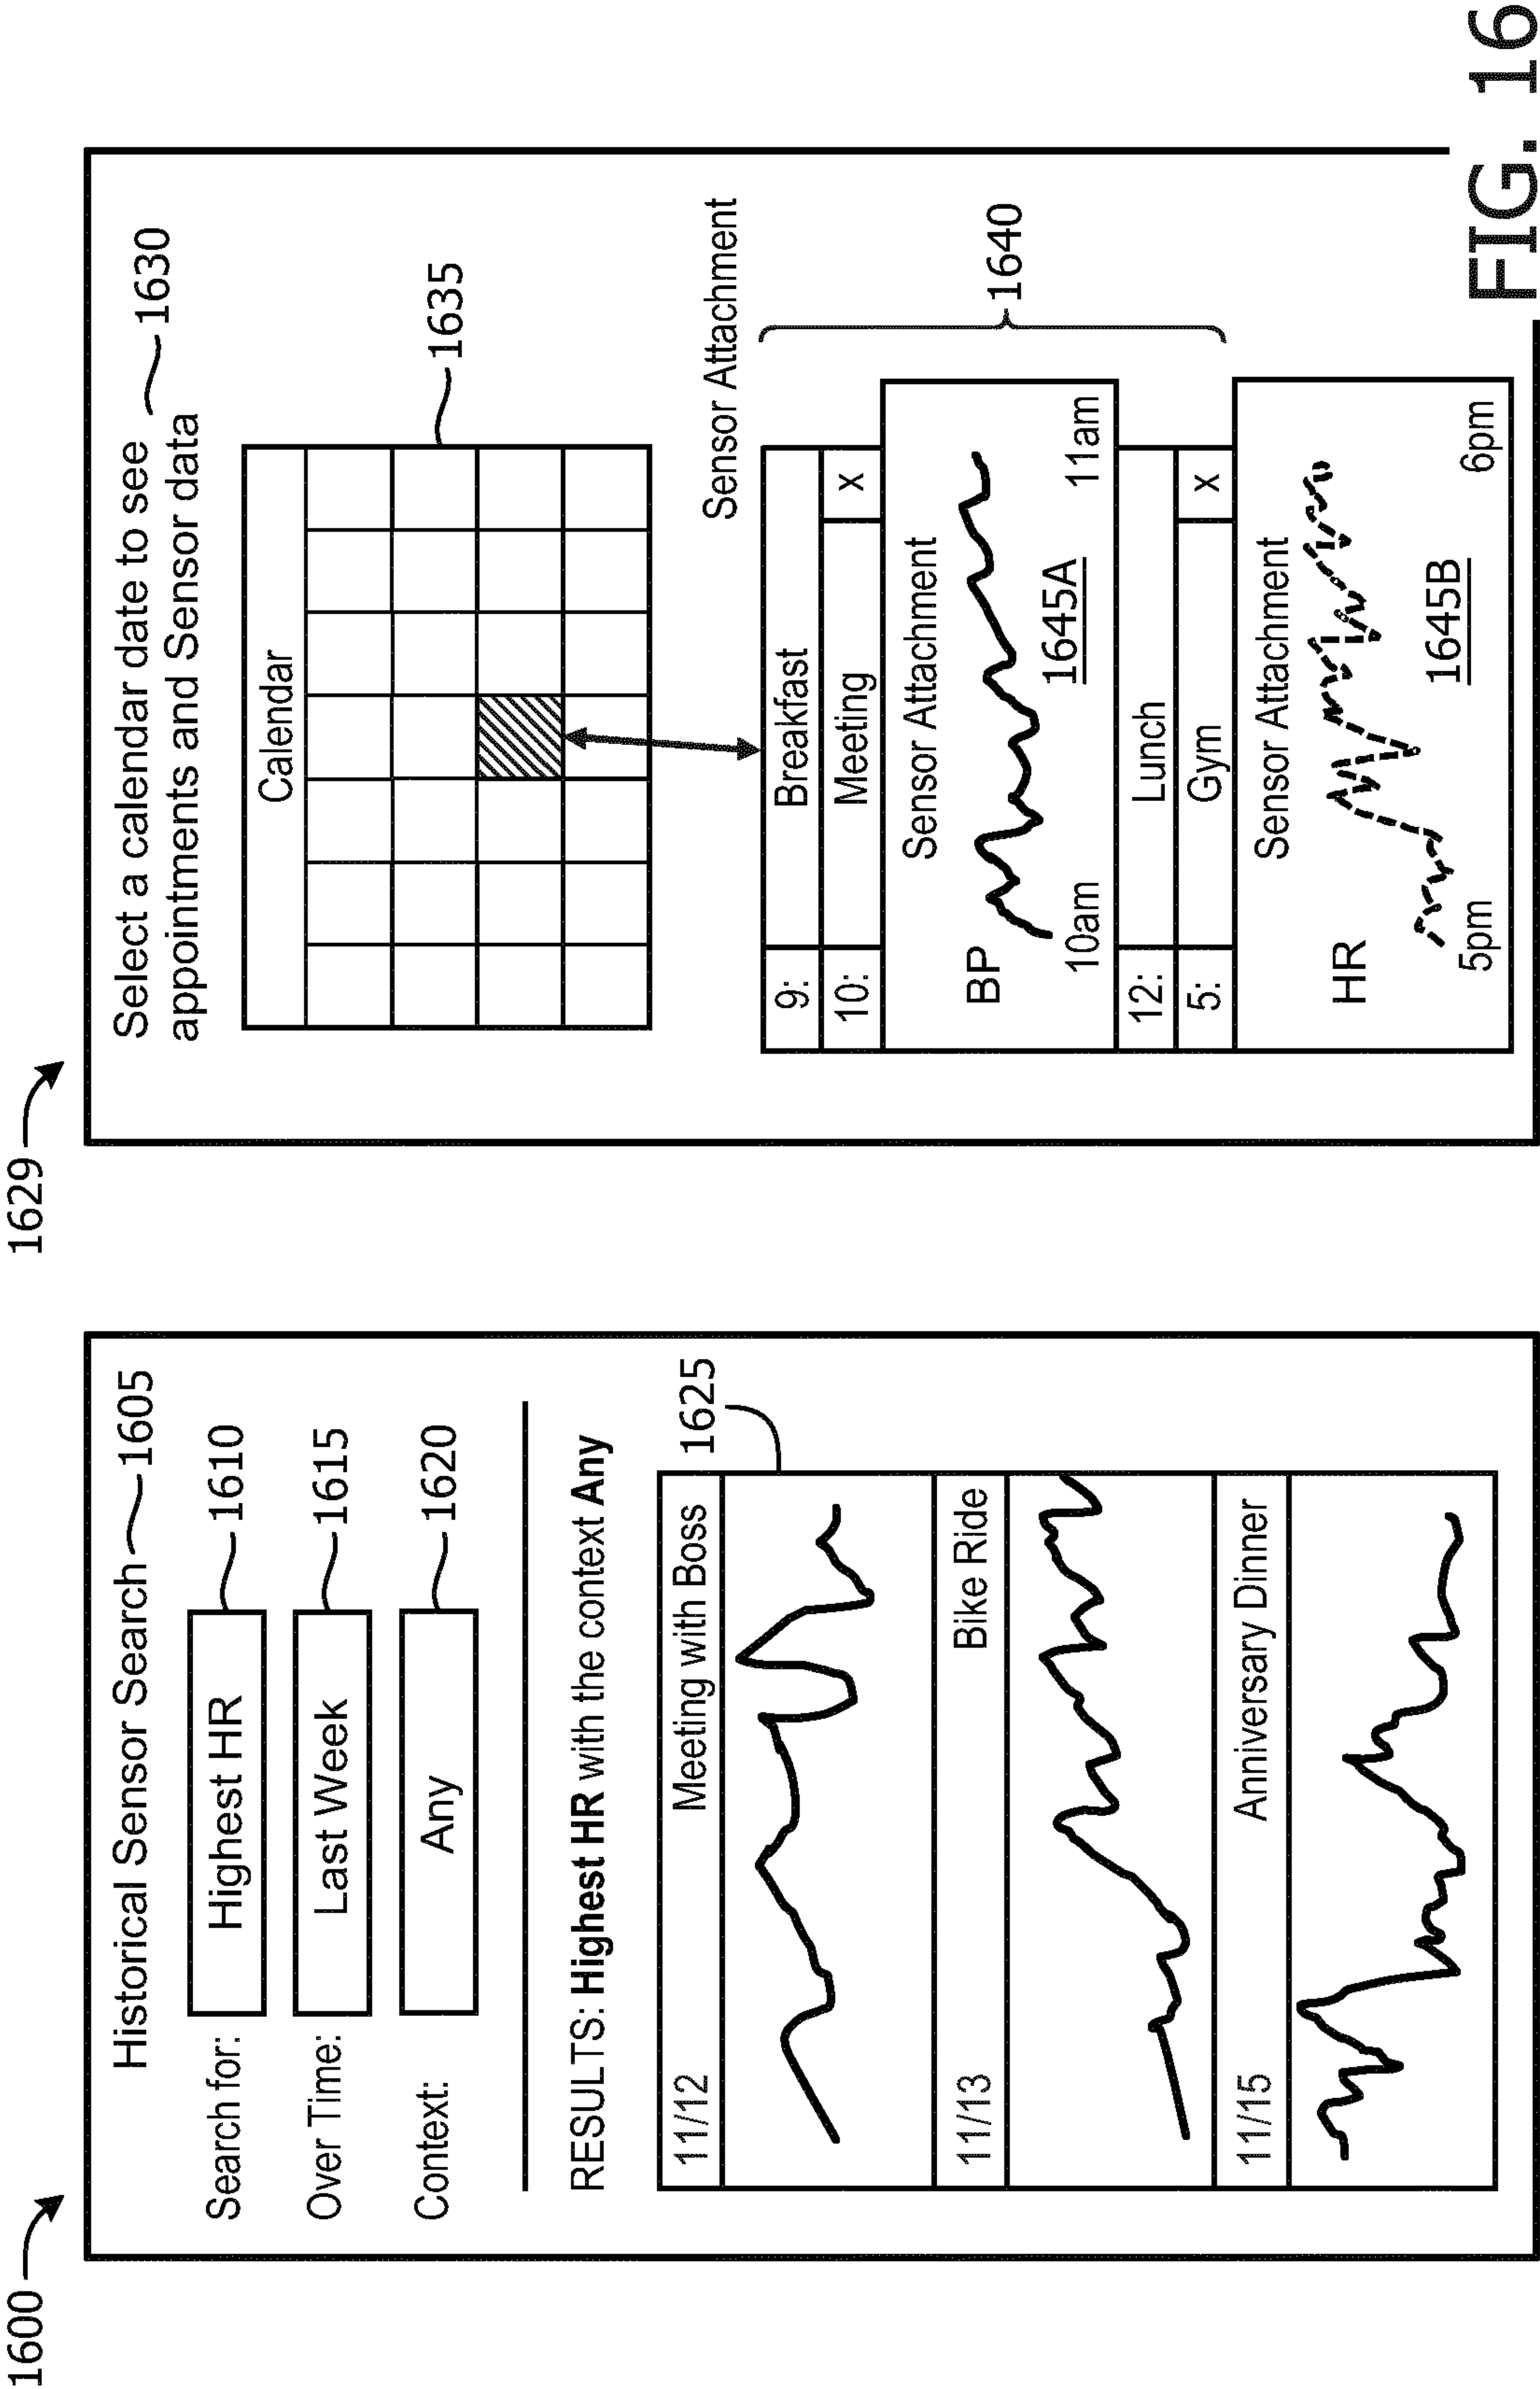 1600
Historical Sensor Search 1605
Search for: Highest HR 1610
Over Time: Last Week 1615
Context: Any 1620
RESULTS: Highest HR with the context Any
1625
11/12 Meeting with Boss
11/13 Bike Ride
11/15 Anniversary Dinner
1629
Select a calendar date to see
appointments and Sensor data
1630
Calendar
1635
Sensor Attachment
9: Breakfast
10: Meeting x
Sensor Attachment
BP
1645A
10am 11am
12: Lunch
5: Gym x
Sensor Attachment
HR
1645B
5pm 6pm
1640
FIG. 16